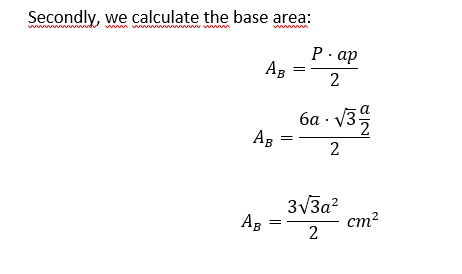 Secondly, we calculate the base area:
A_B = (P · ap)/2
A_B = (6a · √3 a/2)/2
A_B = (3√3a²)/2 cm²